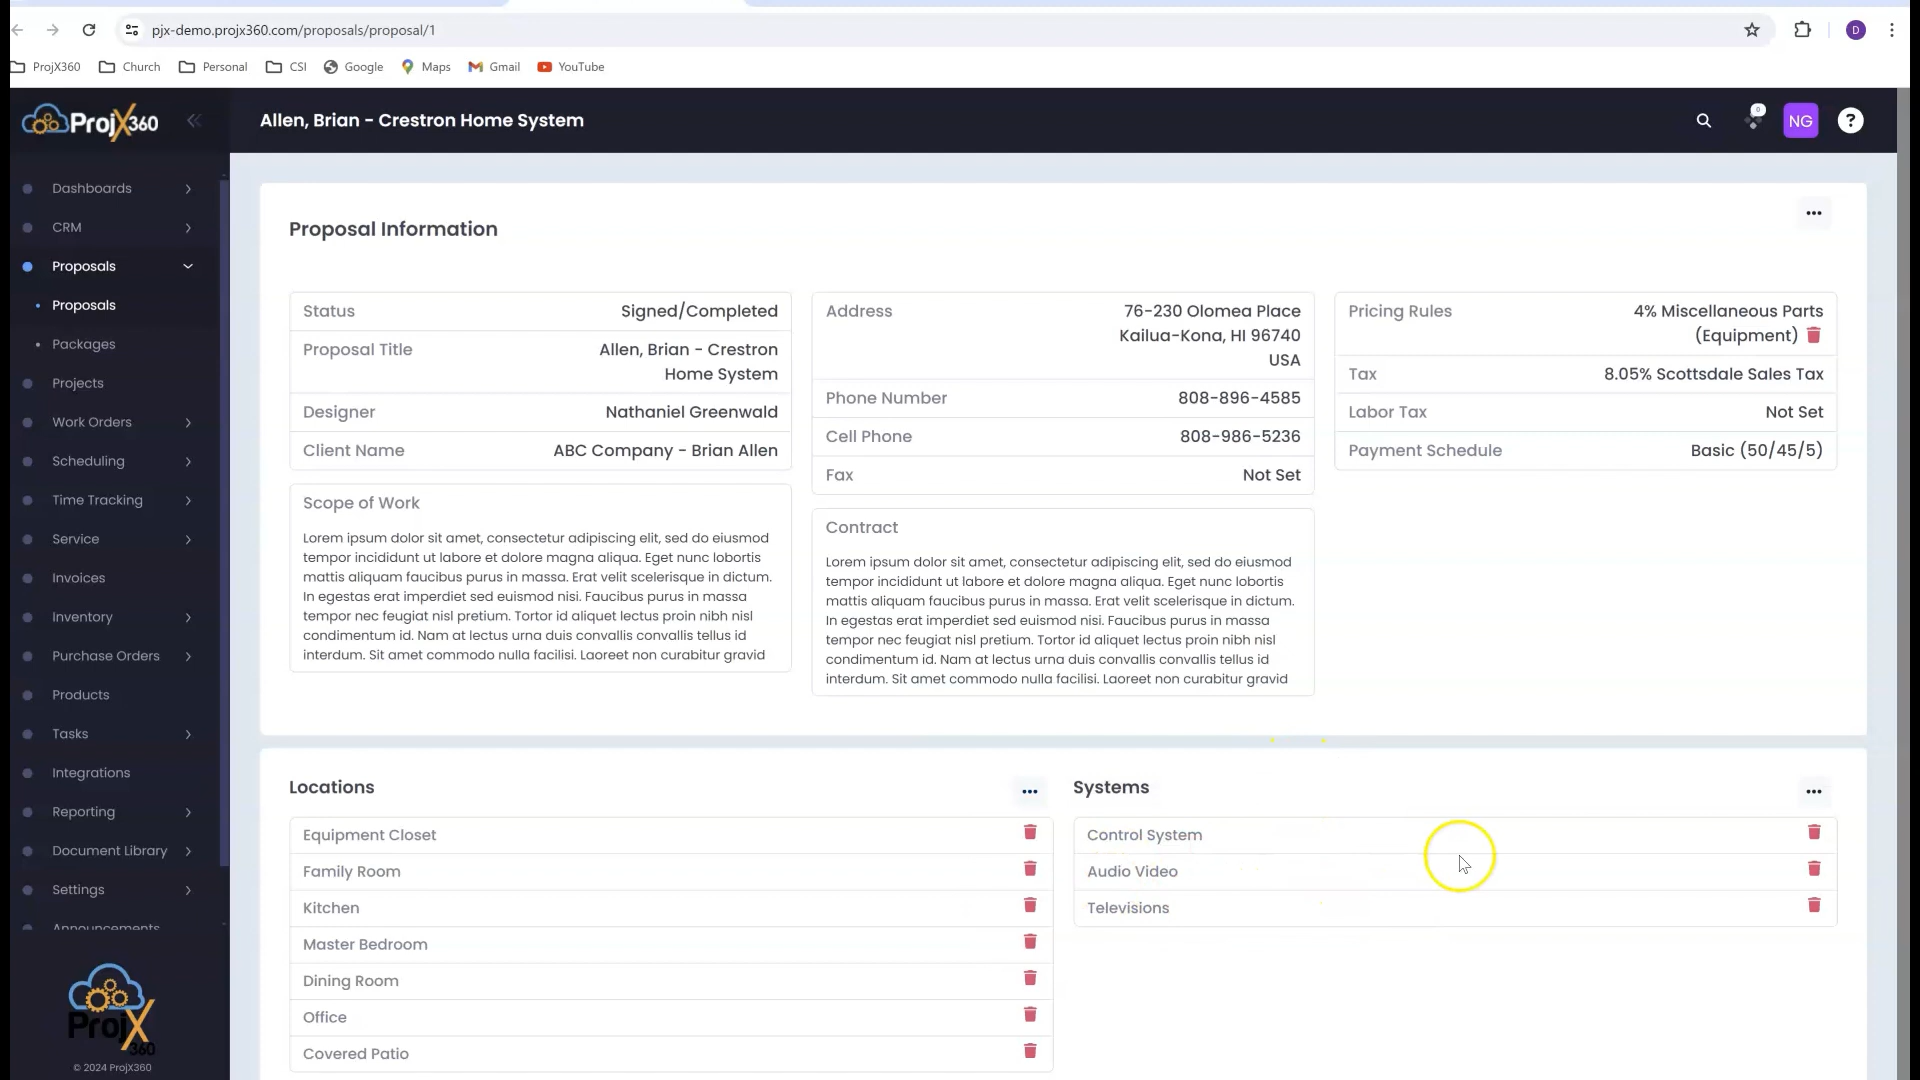 pjx-demo.projx360.com/proposals/proposal/1
D
ProjX360 Church Personal CSI Google Maps Gmail YouTube
ProjX360
Allen, Brian - Crestron Home System
0
NG
?
Dashboards
CRM
Proposals
Proposals
Packages
Projects
Work Orders
Scheduling
Time Tracking
Service
Invoices
Inventory
Purchase Orders
Products
Tasks
Integrations
Reporting
Document Library
Settings
Announcements
ProjX
360
© 2024 ProjX360
Proposal Information
Status Signed/Completed
Proposal Title Allen, Brian - Crestron
Home System
Designer Nathaniel Greenwald
Client Name ABC Company - Brian Allen
Scope of Work
Lorem ipsum dolor sit amet, consectetur adipiscing elit, sed do eiusmod
tempor incididunt ut labore et dolore magna aliqua. Eget nunc lobortis
mattis aliquam faucibus purus in massa. Erat velit scelerisque in dictum.
In egestas erat imperdiet sed euismod nisi. Faucibus purus in massa
tempor nec feugiat nisl pretium. Tortor id aliquet lectus proin nibh nisl
condimentum id. Nam at lectus urna duis convallis convallis tellus id
interdum. Sit amet commodo nulla facilisi. Laoreet non curabitur gravid
Address 76-230 Olomea Place
Kailua-Kona, HI 96740
USA
Phone Number 808-896-4585
Cell Phone 808-986-5236
Fax Not Set
Contract
Lorem ipsum dolor sit amet, consectetur adipiscing elit, sed do eiusmod
tempor incididunt ut labore et dolore magna aliqua. Eget nunc lobortis
mattis aliquam faucibus purus in massa. Erat velit scelerisque in dictum.
In egestas erat imperdiet sed euismod nisi. Faucibus purus in massa
tempor nec feugiat nisl pretium. Tortor id aliquet lectus proin nibh nisl
condimentum id. Nam at lectus urna duis convallis convallis tellus id
interdum. Sit amet commodo nulla facilisi. Laoreet non curabitur gravid
Pricing Rules 4% Miscellaneous Parts
(Equipment)
Tax 8.05% Scottsdale Sales Tax
Labor Tax Not Set
Payment Schedule Basic (50/45/5)
Locations
Equipment Closet
Family Room
Kitchen
Master Bedroom
Dining Room
Office
Covered Patio
Systems
Control System
Audio Video
Televisions